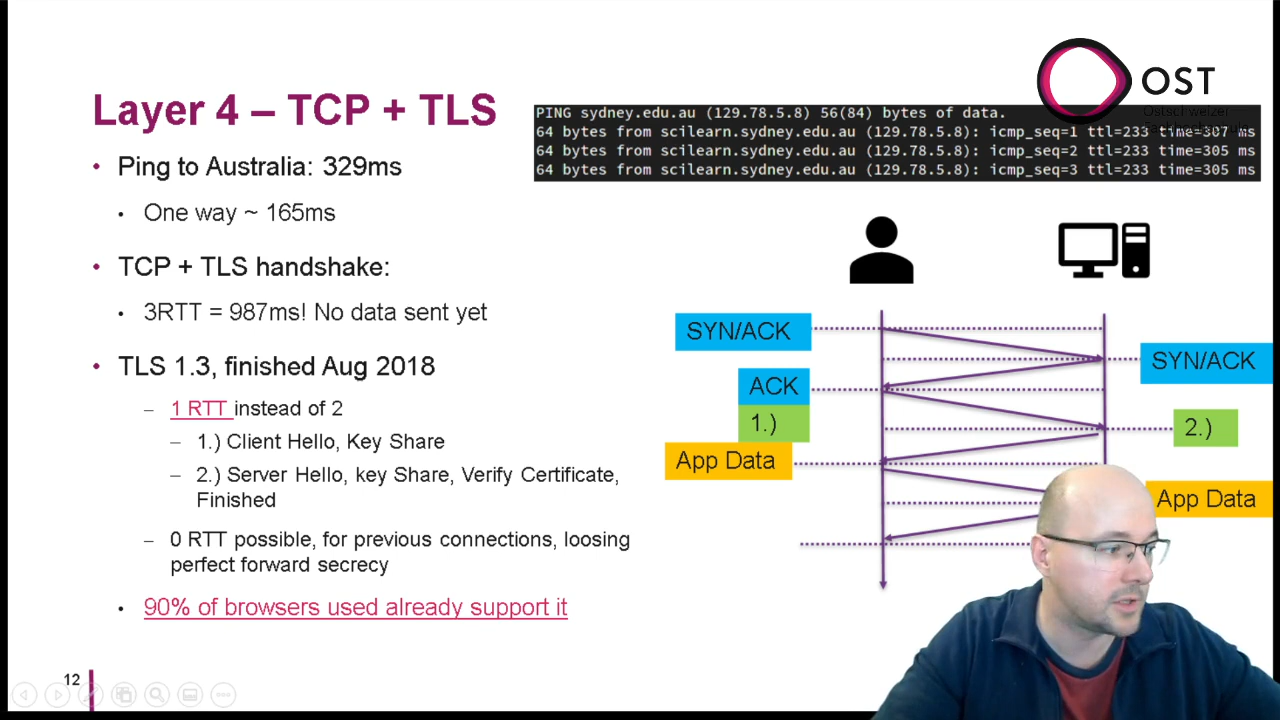 OST
Ostschweizer
Fachhochschule
Layer 4 – TCP + TLS
PING sydney.edu.au (129.78.5.8) 56(84) bytes of data.
64 bytes from scilearn.sydney.edu.au (129.78.5.8): icmp_seq=1 ttl=233 time=307 ms
64 bytes from scilearn.sydney.edu.au (129.78.5.8): icmp_seq=2 ttl=233 time=305 ms
64 bytes from scilearn.sydney.edu.au (129.78.5.8): icmp_seq=3 ttl=233 time=305 ms
• Ping to Australia: 329ms
• One way ~ 165ms
• TCP + TLS handshake:
• 3RTT = 987ms! No data sent yet
• TLS 1.3, finished Aug 2018
– 1 RTT instead of 2
– 1.) Client Hello, Key Share
– 2.) Server Hello, key Share, Verify Certificate,
Finished
– 0 RTT possible, for previous connections, loosing
perfect forward secrecy
• 90% of browsers used already support it
SYN/ACK
SYN/ACK
ACK
1.)
2.)
App Data
App Data
12